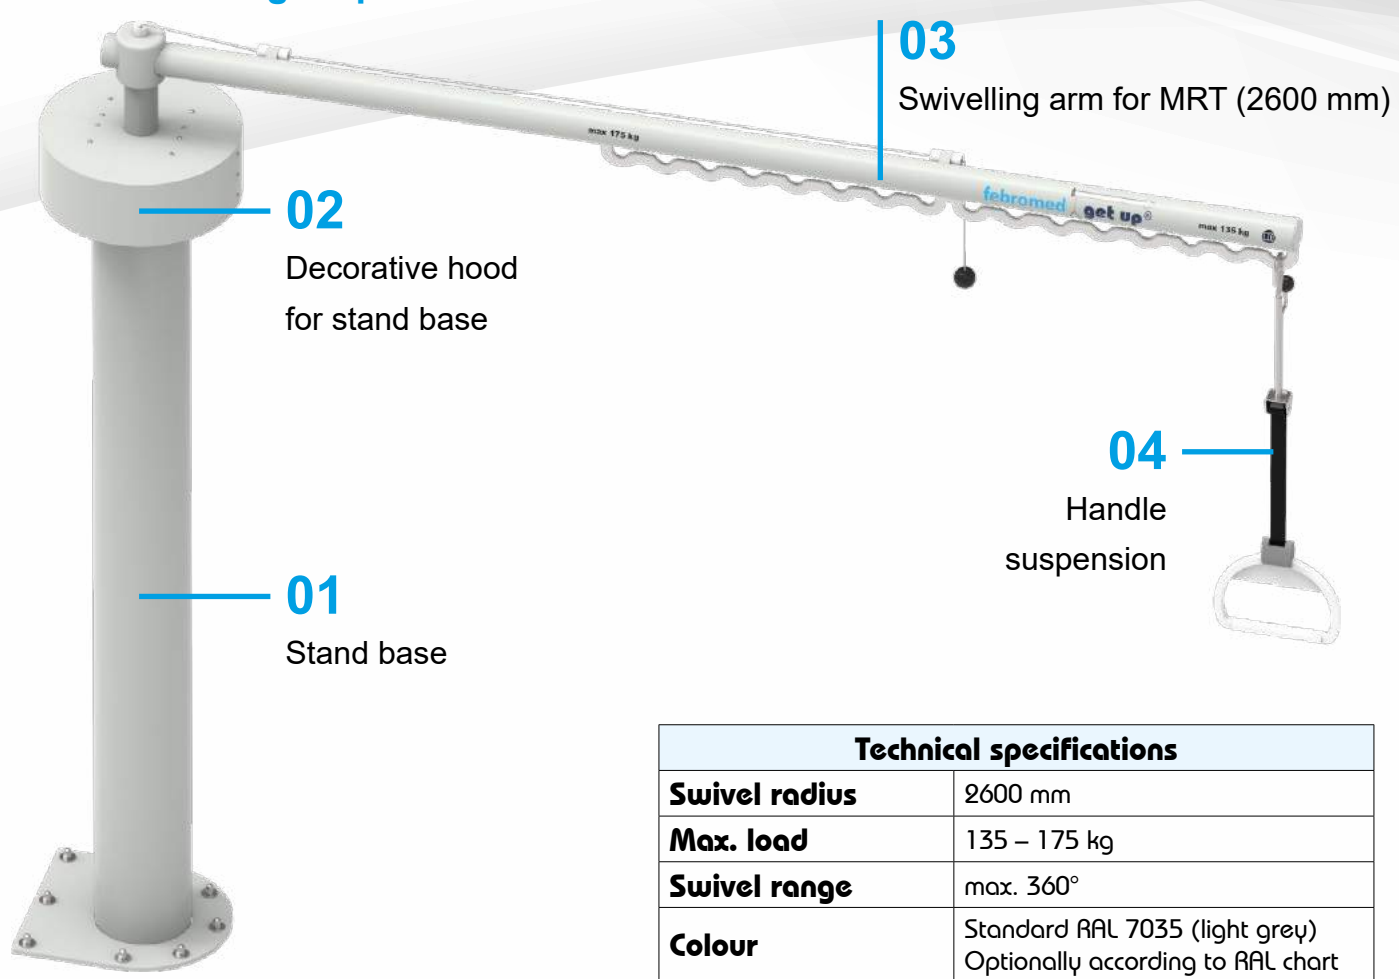 03
Swivelling arm for MRT (2600 mm)
max 175 kg
febromed get up®
max 135 kg
02
Decorative hood
for stand base
04
Handle
suspension
01
Stand base
Technical specifications
Swivel radius 2600 mm
Max. load 135 – 175 kg
Swivel range max. 360°
Colour Standard RAL 7035 (light grey)
Optionally according to RAL chart